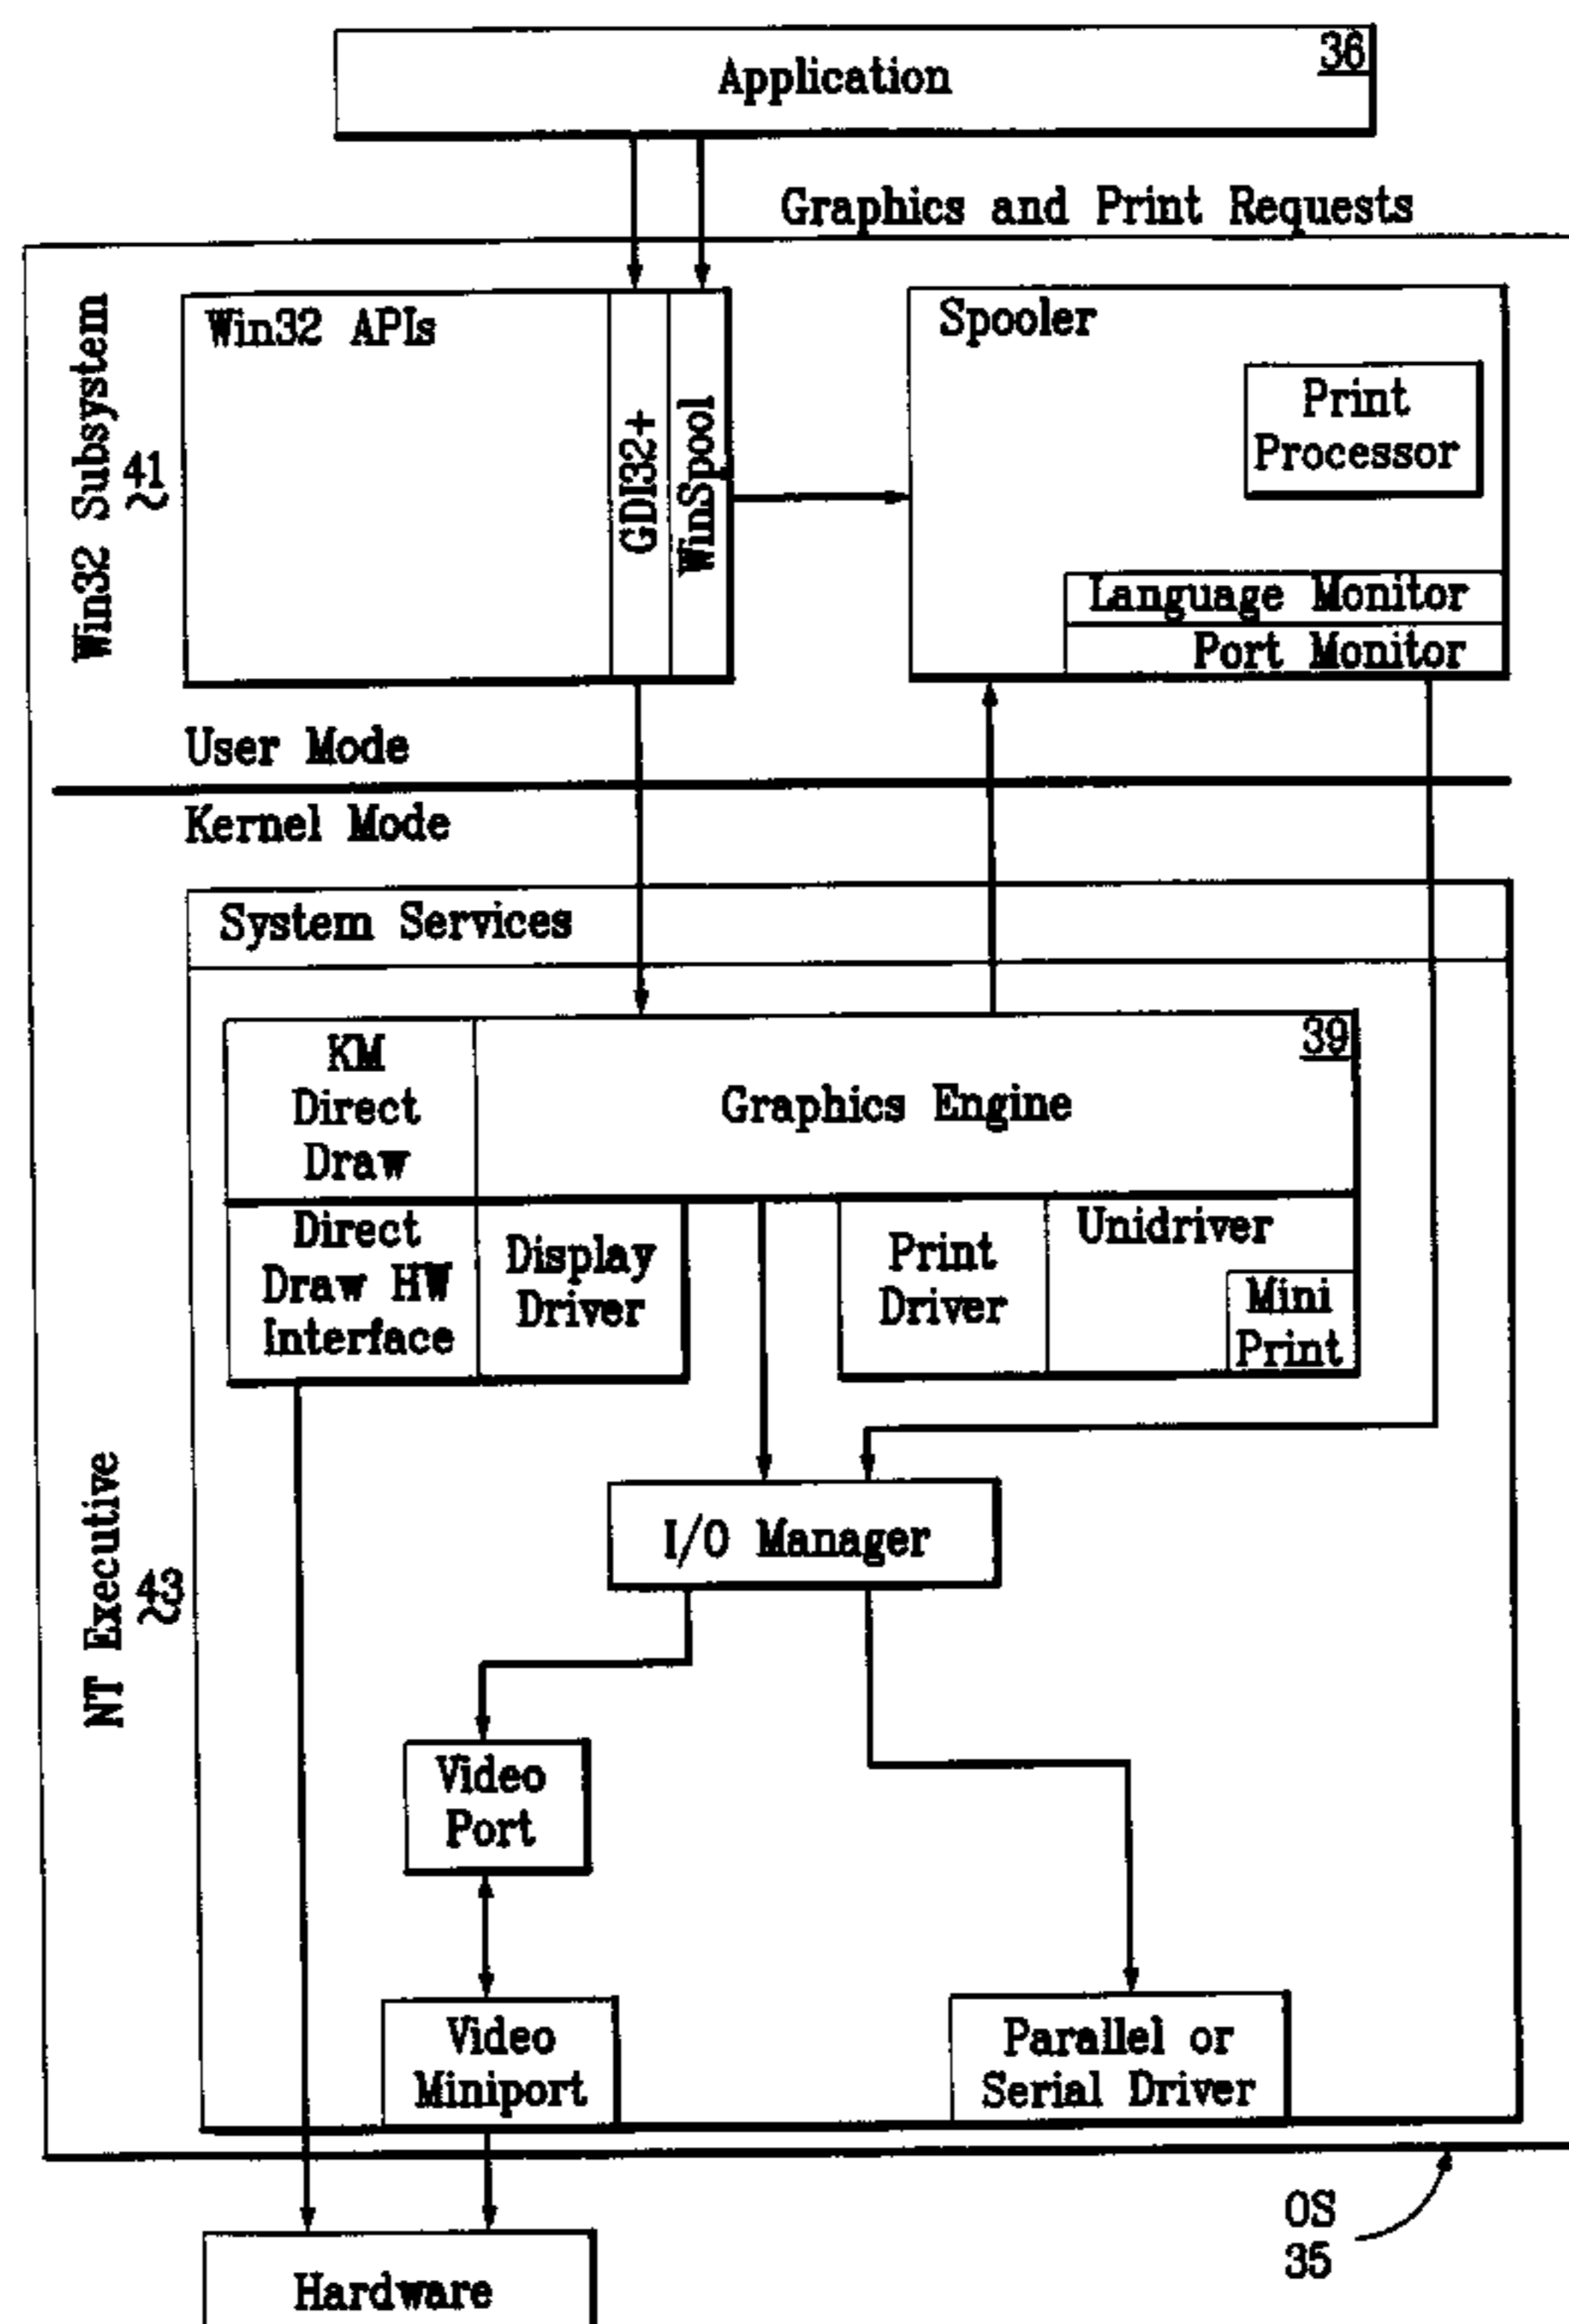 36
Application
Graphics and Print Requests
Win32 Subsystem
41
Win32 APIs
GDI32+
WinSpool
Spooler
Print
Processor
Language Monitor
Port Monitor
User Mode
Kernel Mode
System Services
KM
Direct
Draw
39
Graphics Engine
Direct
Draw HW
Interface
Display
Driver
Print
Driver
Unidriver
Mini
Print
I/O Manager
NT Executive
43
Video
Port
Video
Miniport
Parallel or
Serial Driver
OS
35
Hardware